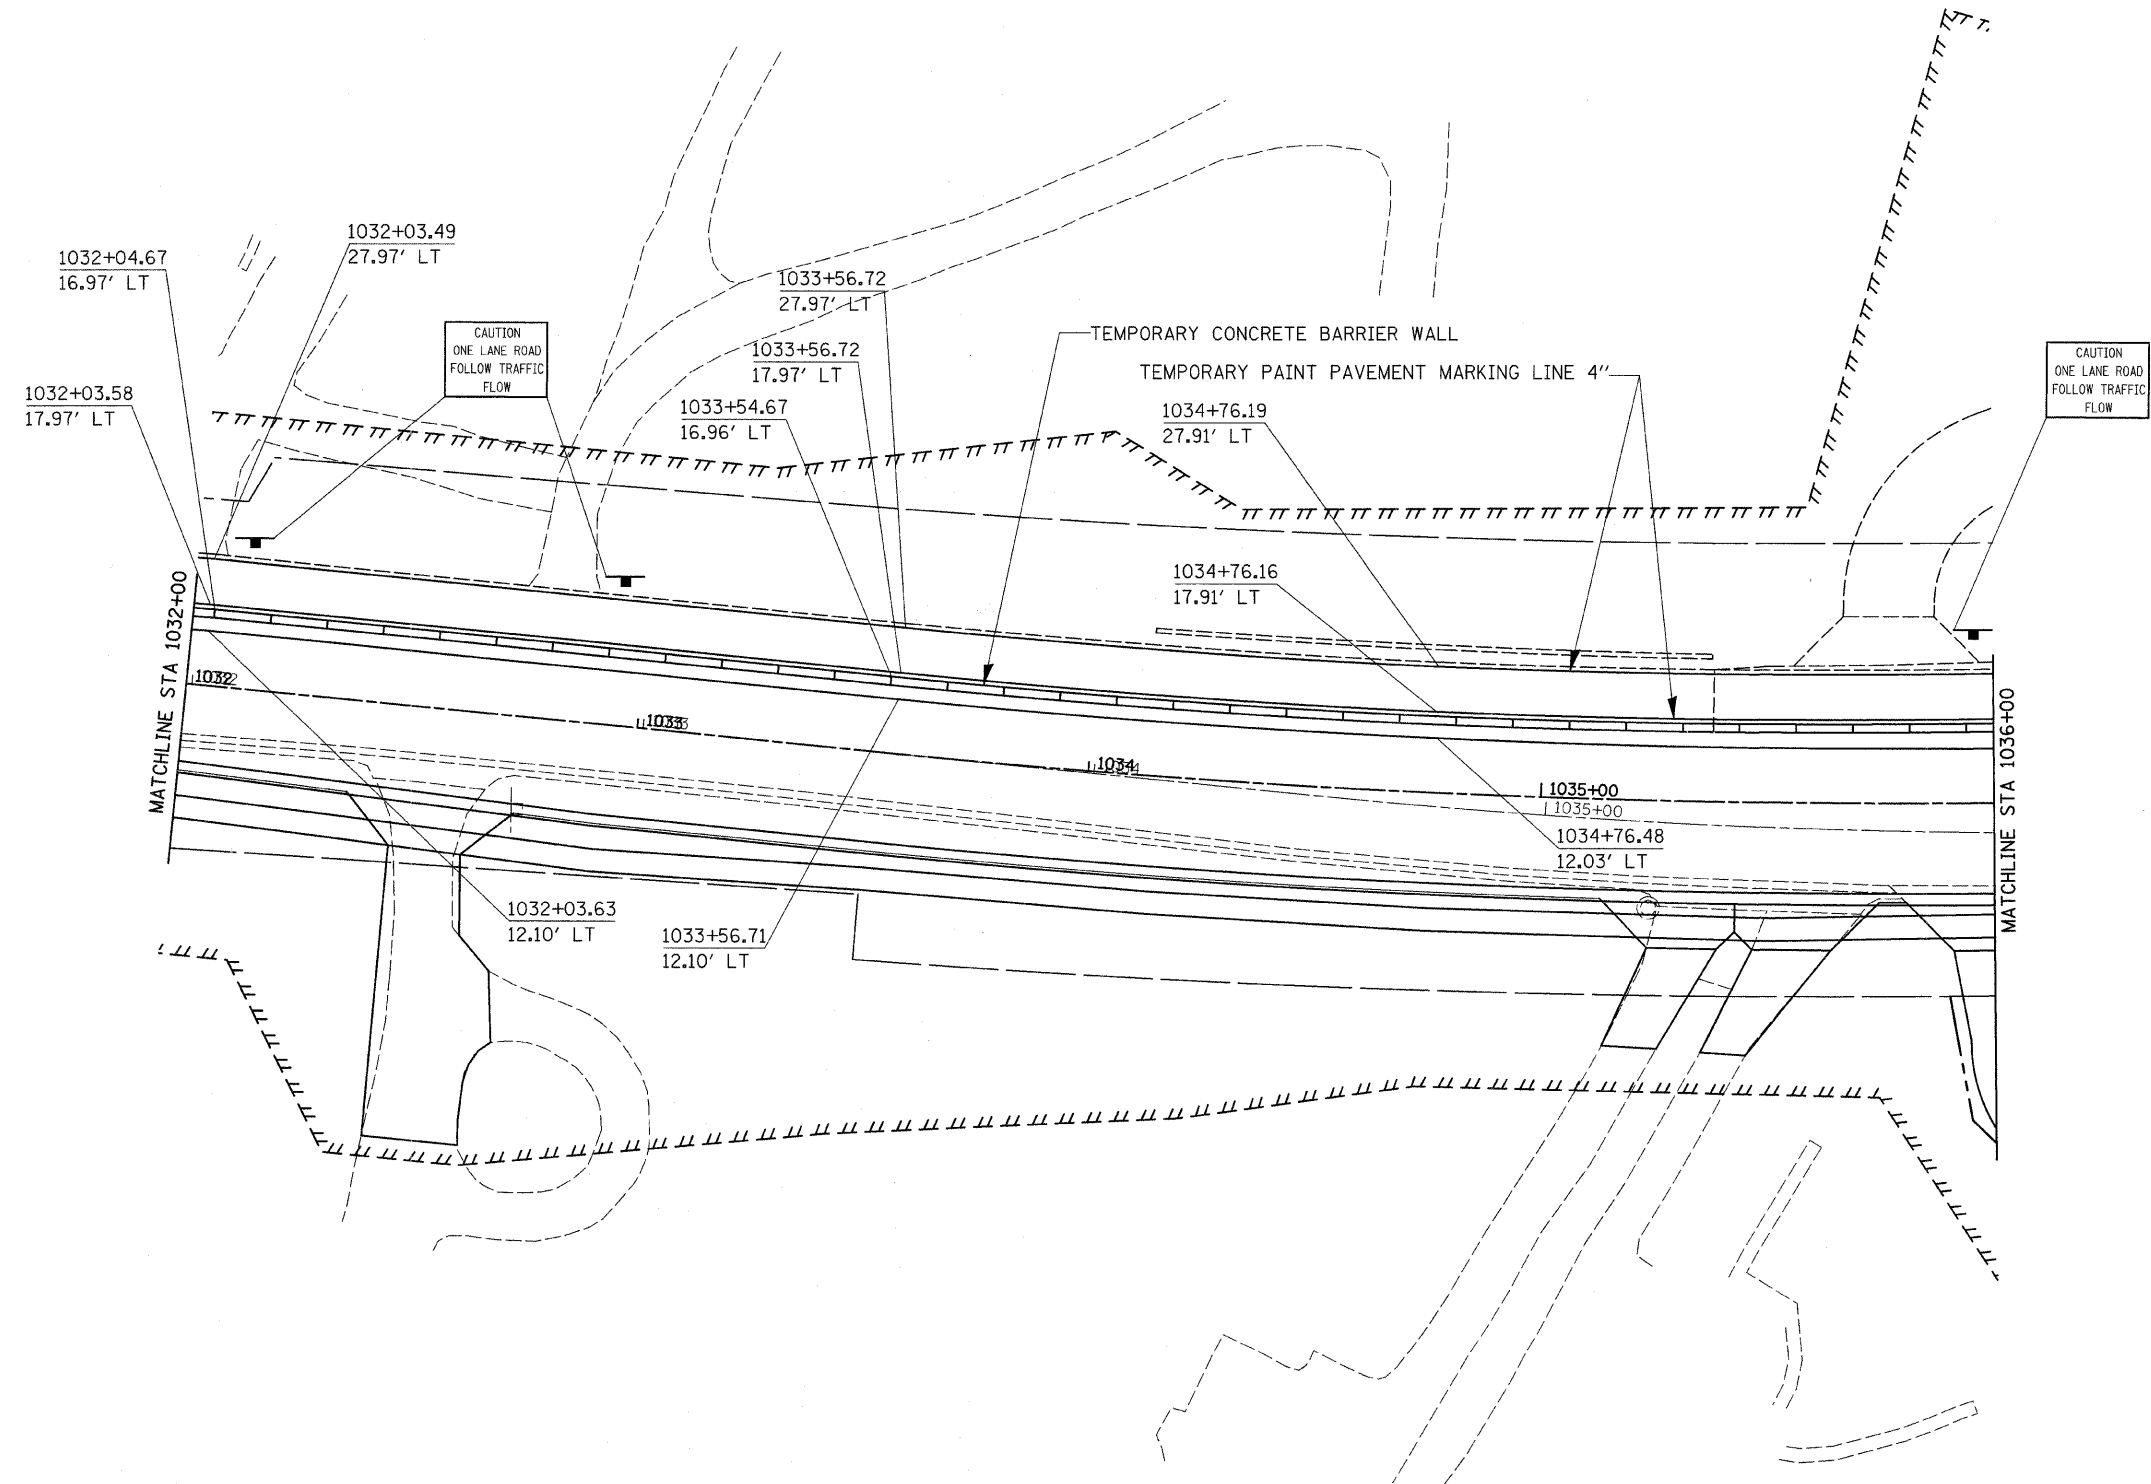 1032+03.49
27.97' LT
1032+04.67
16.97' LT
1033+56.72
27.97' LT
CAUTION
ONE LANE ROAD
FOLLOW TRAFFIC
FLOW
TEMPORARY CONCRETE BARRIER WALL
1033+56.72
17.97' LT
TEMPORARY PAINT PAVEMENT MARKING LINE 4''
CAUTION
ONE LANE ROAD
FOLLOW TRAFFIC
FLOW
1032+03.58
17.97' LT
1033+54.67
16.96' LT
1034+76.19
27.91' LT
1034+76.16
17.91' LT
MATCHLINE STA 1032+00
1032
1033
1034
1035+00
1035+00
MATCHLINE STA 1036+00
1034+76.48
12.03' LT
1032+03.63
12.10' LT
1033+56.71
12.10' LT